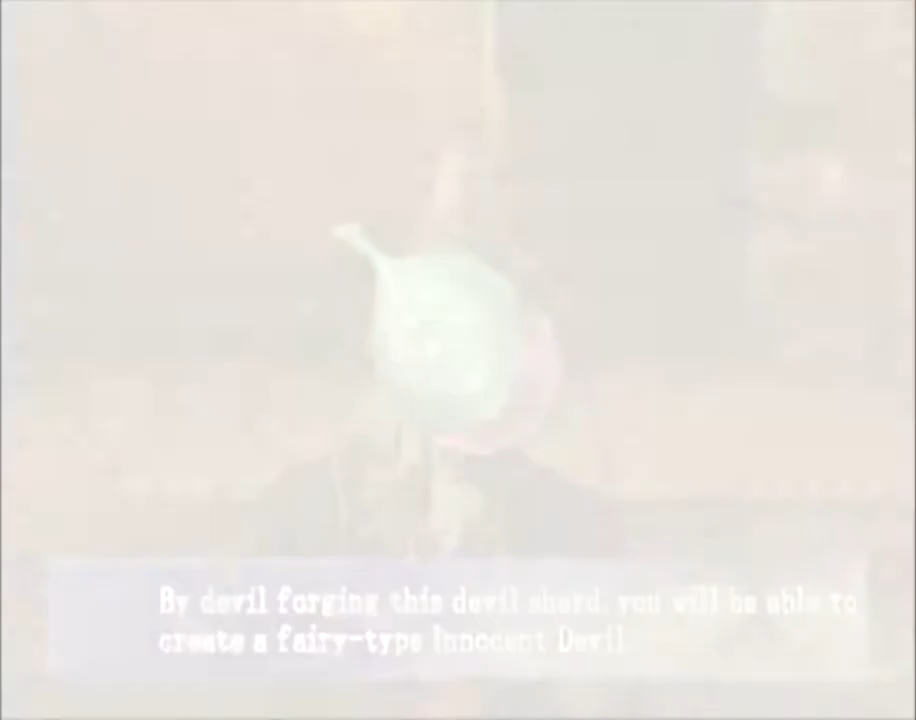 By devil forging this devil shard, you will be able to
create a fairy-type Innocent Devil